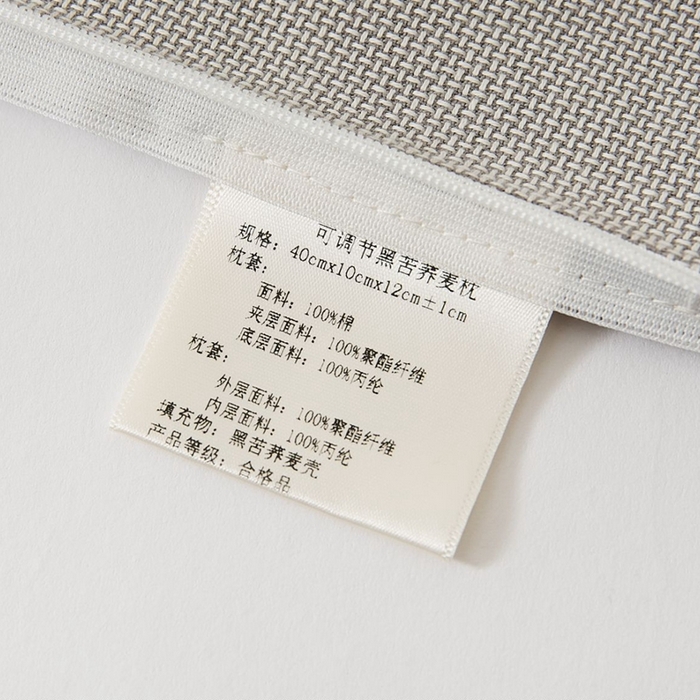 可调节黑苦荞麦枕
规格：40cmx10cmx12cm±1cm
枕套：
面料：100%棉
夹层面料：100%聚酯纤维
底层面料：100%丙纶
枕套：
外层面料：100%聚酯纤维
内层面料：100%丙纶
填充物：黑苦荞麦壳
产品等级：合格品